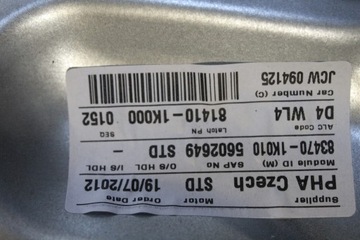 Supplier Motor Order Date
PHA Czech STD 19/07/2012
Module ID (M) SAP No O/S HDL I/S HDL
83470-1K010 5602649 STD -
ALC Code Latch PN SEQ
D4 WL4 81410-1K000 0152
Car Number (C)
JCW 094125